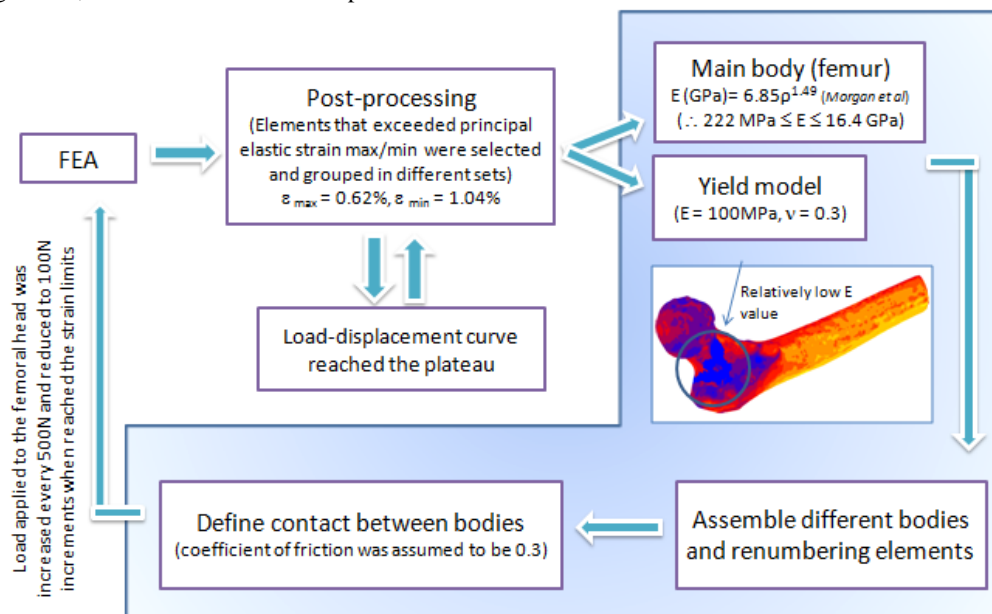 FEA
Post-processing
(Elements that exceeded principal
elastic strain max/min were selected
and grouped in different sets)
ε max = 0.62%, ε min = 1.04%
Main body (femur)
E (GPa)= 6.85ρ^1.49 (Morgan et al)
(∴ 222 MPa ≤ E ≤ 16.4 GPa)
Yield model
(E = 100MPa, ν = 0.3)
Relatively low E
value
Load-displacement curve
reached the plateau
Load applied to the femoral head was
increase every 500N and reduced to 100N
increments when reached the strain limits
Define contact between bodies
(coefficient of friction was assumed to be 0.3)
Assemble different bodies
and renumbering elements